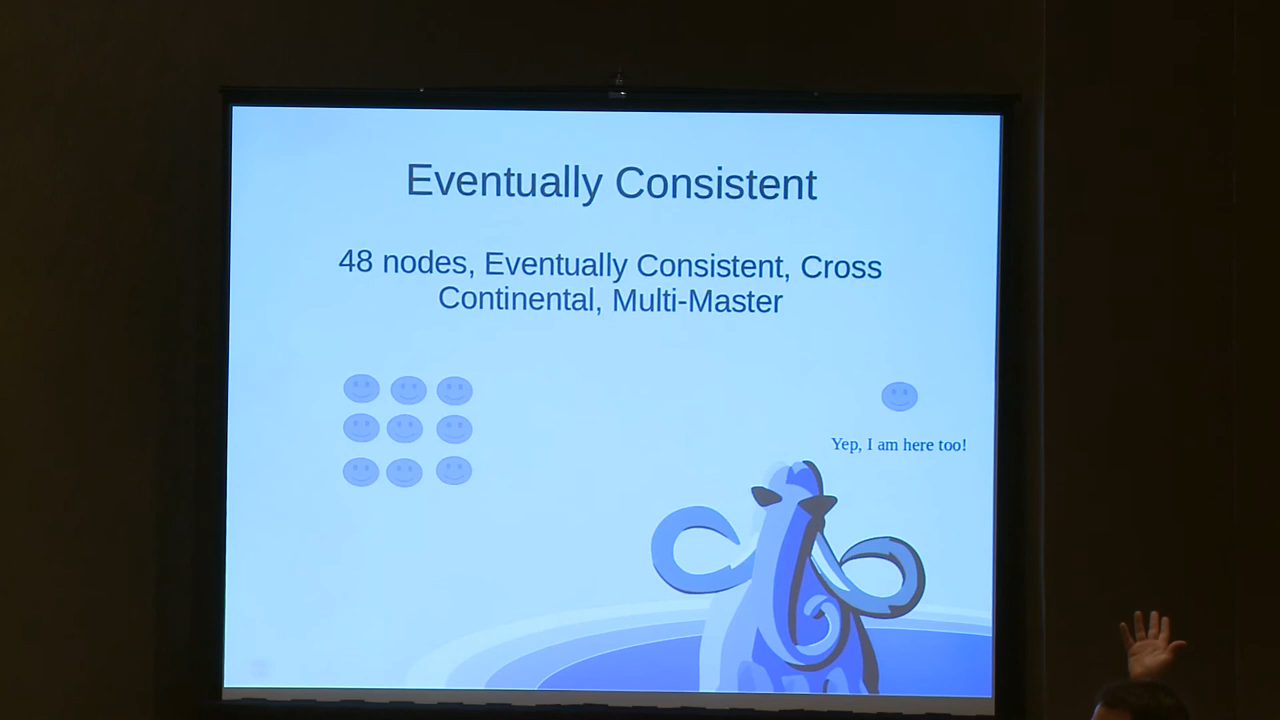 Eventually Consistent
48 nodes, Eventually Consistent, Cross
Continental, Multi-Master
Yep, I am here too!